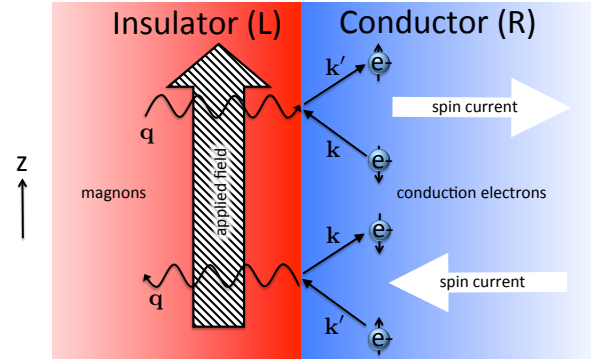 Insulator (L)
Conductor (R)
k′
e-
spin current
q
k
e-
z
magnons
applied field
conduction electrons
k
e-
q
spin current
k′
e-